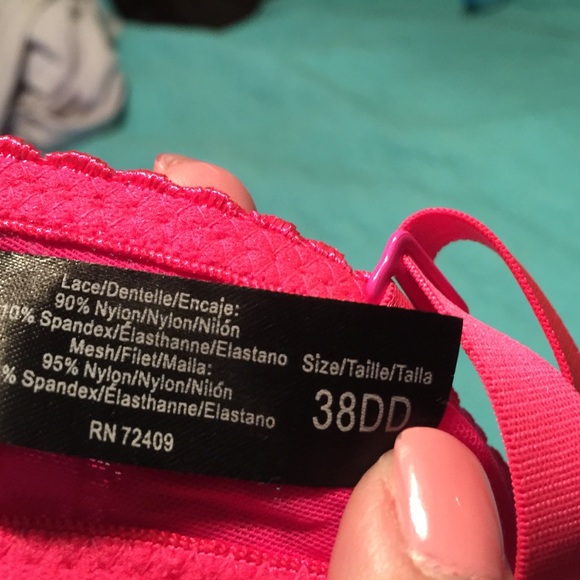 Lace/Dentelle/Encaje:
90% Nylon/Nylon/Nilón
10% Spandex/Élasthanne/Elastano
Mesh/Filet/Malla:
95% Nylon/Nylon/Nilón
% Spandex/Élasthanne/Elastano
RN 72409
Size/Taille/Talla
38DD